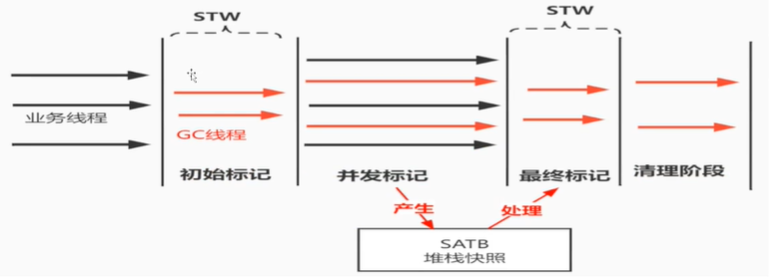 STW
STW
业务线程
GC线程
初始标记
并发标记
最终标记
清理阶段
产生
处理
SATB
堆栈快照